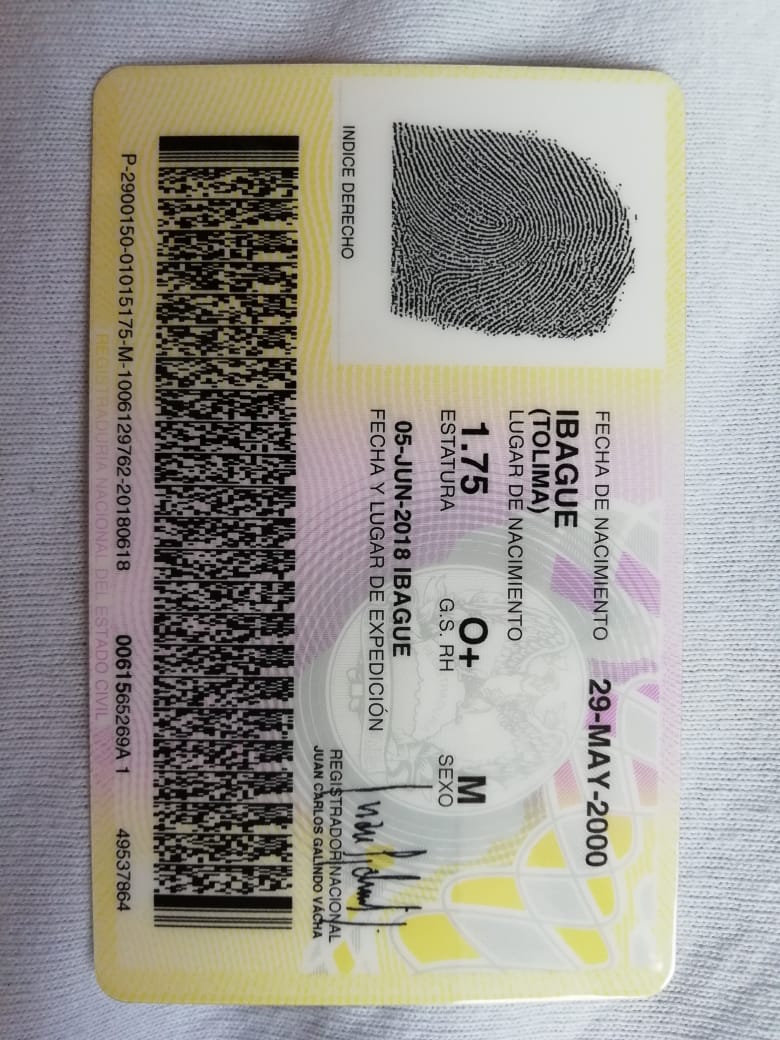 FECHA DE NACIMIENTO 29-MAY-2000
IBAGUE
(TOLIMA)
LUGAR DE NACIMIENTO
1.75 O+ M
ESTATURA G.S. RH SEXO
05-JUN-2018 IBAGUE
FECHA Y LUGAR DE EXPEDICIÓN
INDICE DERECHO
REGISTRADOR NACIONAL
JUAN CARLOS GALINDO VÁCHA
P-2900150-01015175-M-1006129762-20180618 0061565269A 1 49537864
REGISTRADURIA NACIONAL DEL ESTADO CIVIL